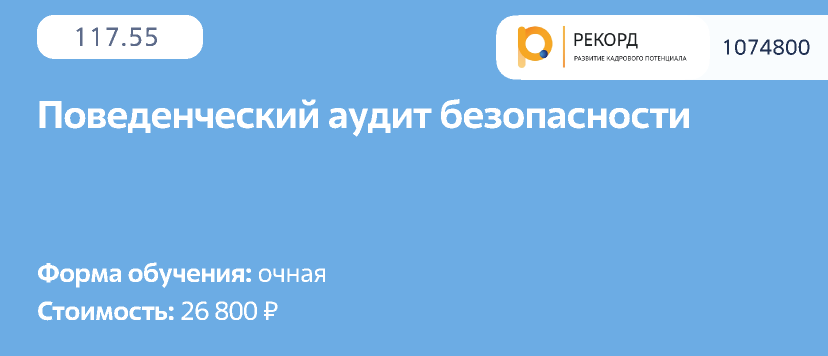 117.55
РЕКОРД
РАЗВИТИЕ КАДРОВОГО ПОТЕНЦИАЛА
1074800
Поведенческий аудит безопасности
Форма обучения: очная
Стоимость: 26 800 ₽